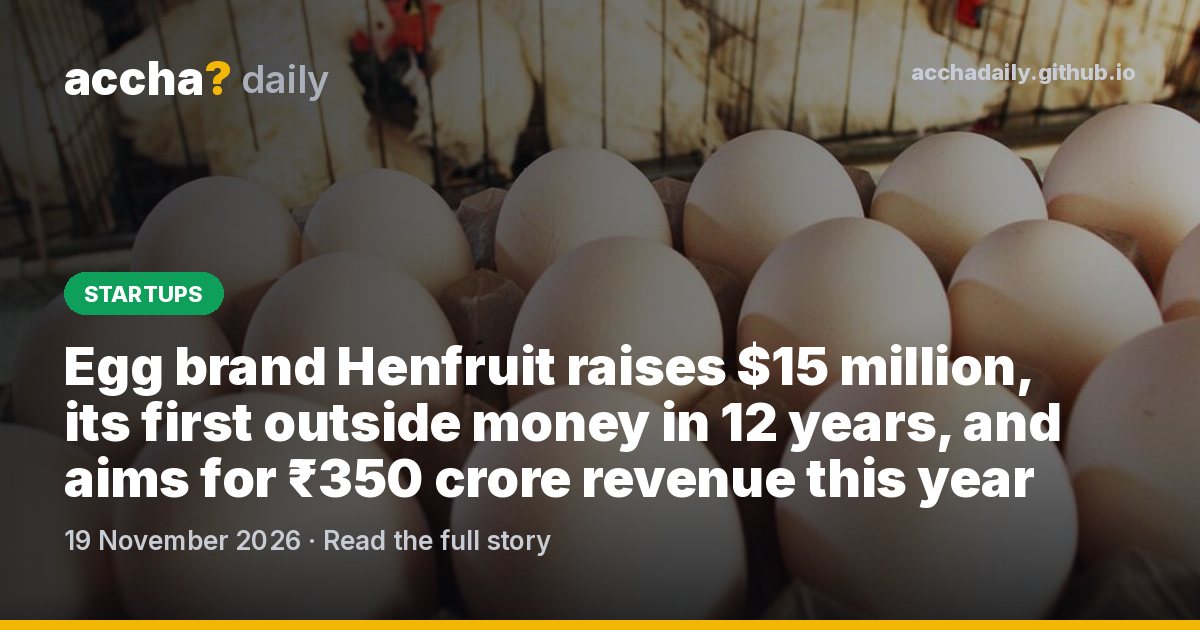 accha? daily
acchadaily.github.io
STARTUPS
Egg brand Henfruit raises $15 million,
its first outside money in 12 years, and
aims for ₹350 crore revenue this year
19 November 2026 · Read the full story